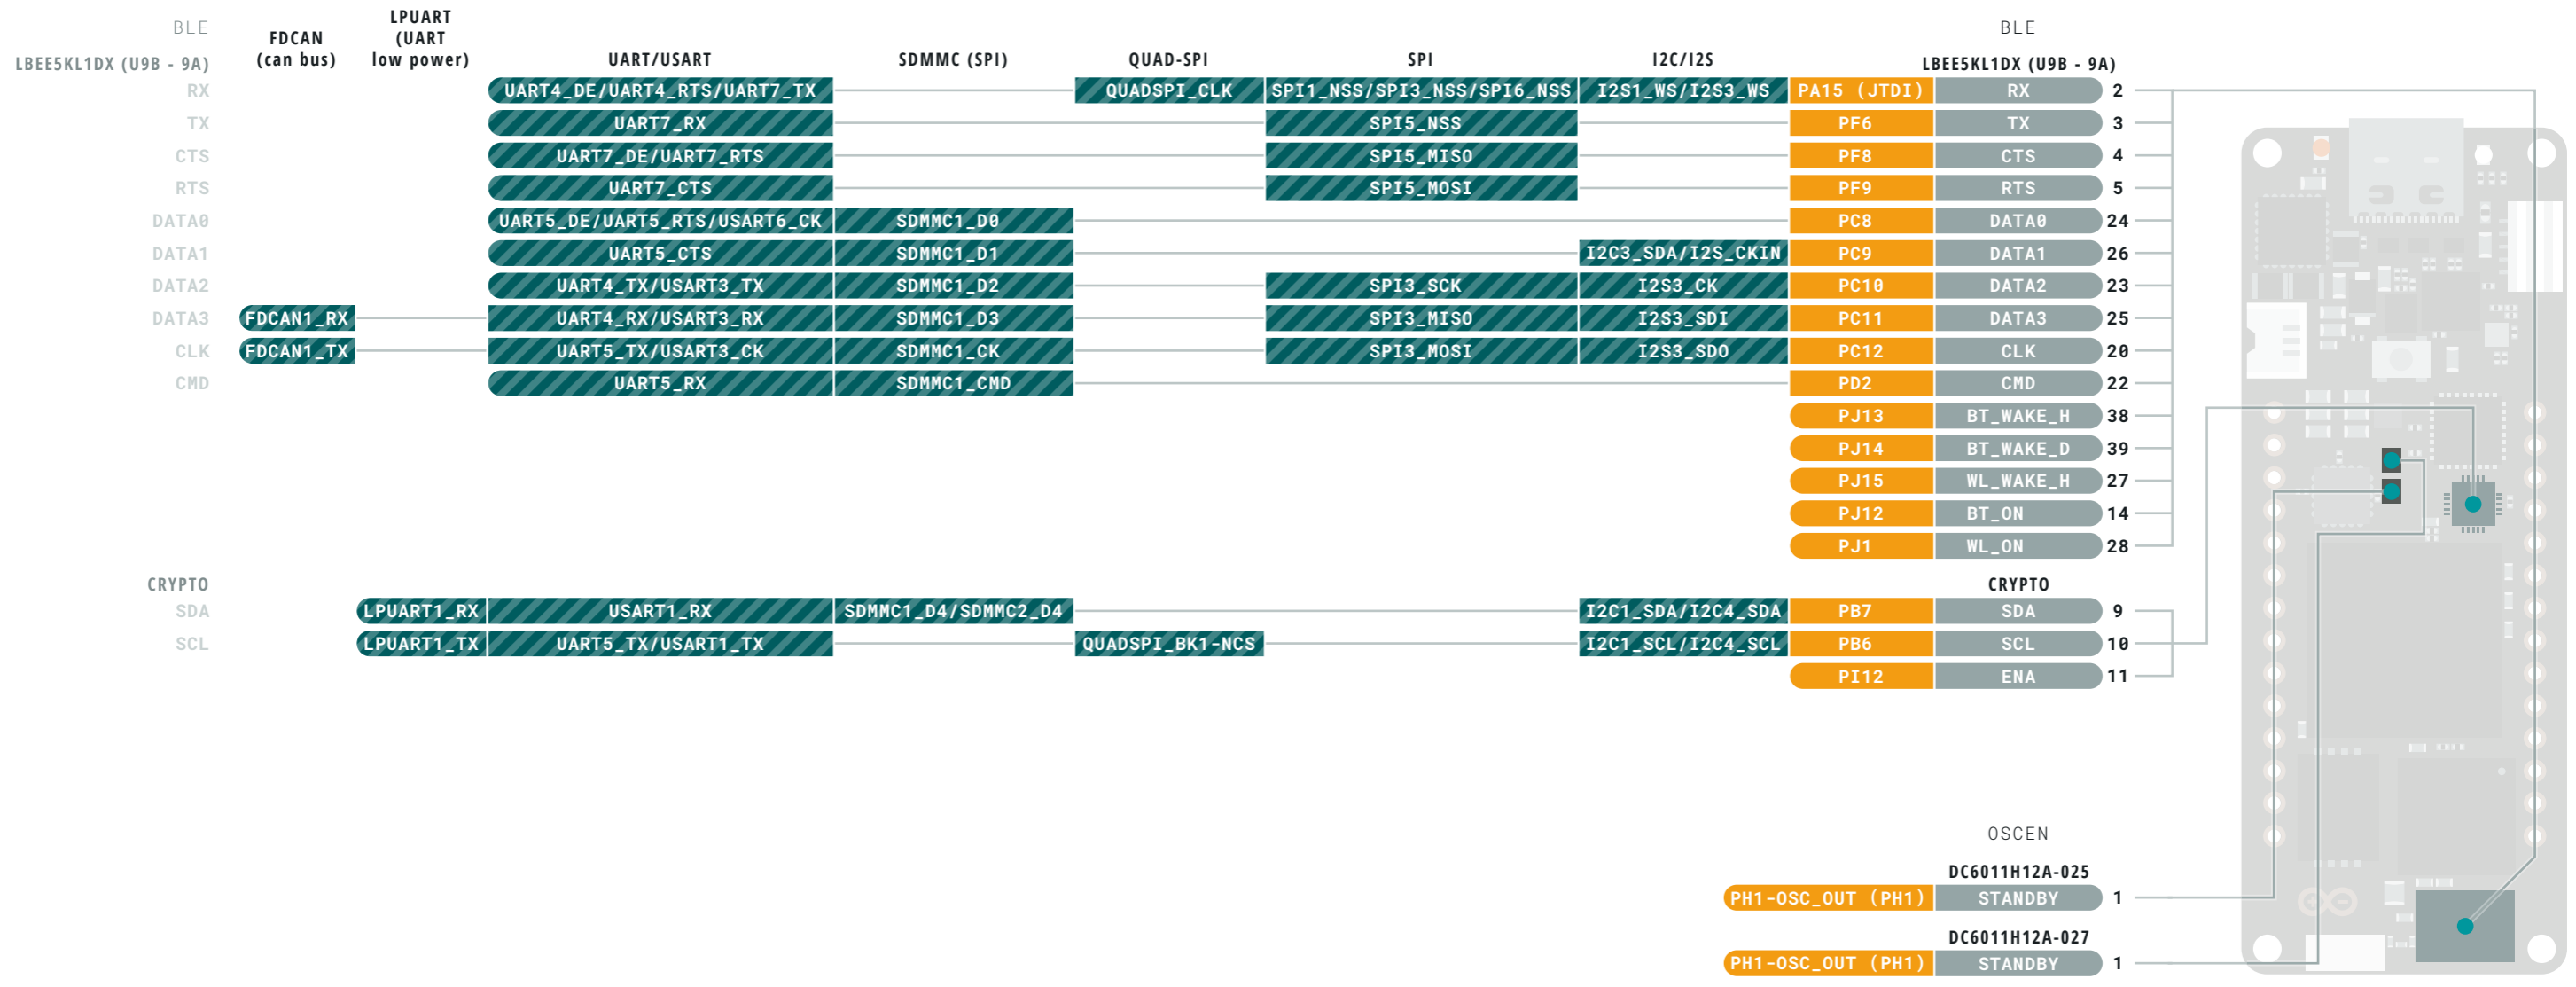 BLE
FDCAN
(can bus)
LPUART
(UART
low power)
UART/USART
SDMMC (SPI)
QUAD-SPI
SPI
I2C/I2S
BLE
LBEE5KL1DX (U9B - 9A)
LBEE5KL1DX (U9B - 9A)
RX UART4_DE/UART4_RTS/UART7_TX QUADSPI_CLK SPI1_NSS/SPI3_NSS/SPI6_NSS I2S1_WS/I2S3_WS PA15 (JTDI) RX 2
TX UART7_RX SPI5_NSS PF6 TX 3
CTS UART7_DE/UART7_RTS SPI5_MISO PF8 CTS 4
RTS UART7_CTS SPI5_MOSI PF9 RTS 5
DATA0 UART5_DE/UART5_RTS/USART6_CK SDMMC1_D0 PC8 DATA0 24
DATA1 UART5_CTS SDMMC1_D1 I2C3_SDA/I2S_CKIN PC9 DATA1 26
DATA2 UART4_TX/USART3_TX SDMMC1_D2 SPI3_SCK I2S3_CK PC10 DATA2 23
DATA3 FDCAN1_RX UART4_RX/USART3_RX SDMMC1_D3 SPI3_MISO I2S3_SDI PC11 DATA3 25
CLK FDCAN1_TX UART5_TX/USART3_CK SDMMC1_CK SPI3_MOSI I2S3_SDO PC12 CLK 20
CMD UART5_RX SDMMC1_CMD PD2 CMD 22
PJ13 BT_WAKE_H 38
PJ14 BT_WAKE_D 39
PJ15 WL_WAKE_H 27
PJ12 BT_ON 14
PJ1 WL_ON 28
CRYPTO CRYPTO
SDA LPUART1_RX USART1_RX SDMMC1_D4/SDMMC2_D4 I2C1_SDA/I2C4_SDA PB7 SDA 9
SCL LPUART1_TX UART5_TX/USART1_TX QUADSPI_BK1-NCS I2C1_SCL/I2C4_SCL PB6 SCL 10
PI12 ENA 11
OSCEN
DC6011H12A-025
PH1-OSC_OUT (PH1) STANDBY 1
DC6011H12A-027
PH1-OSC_OUT (PH1) STANDBY 1